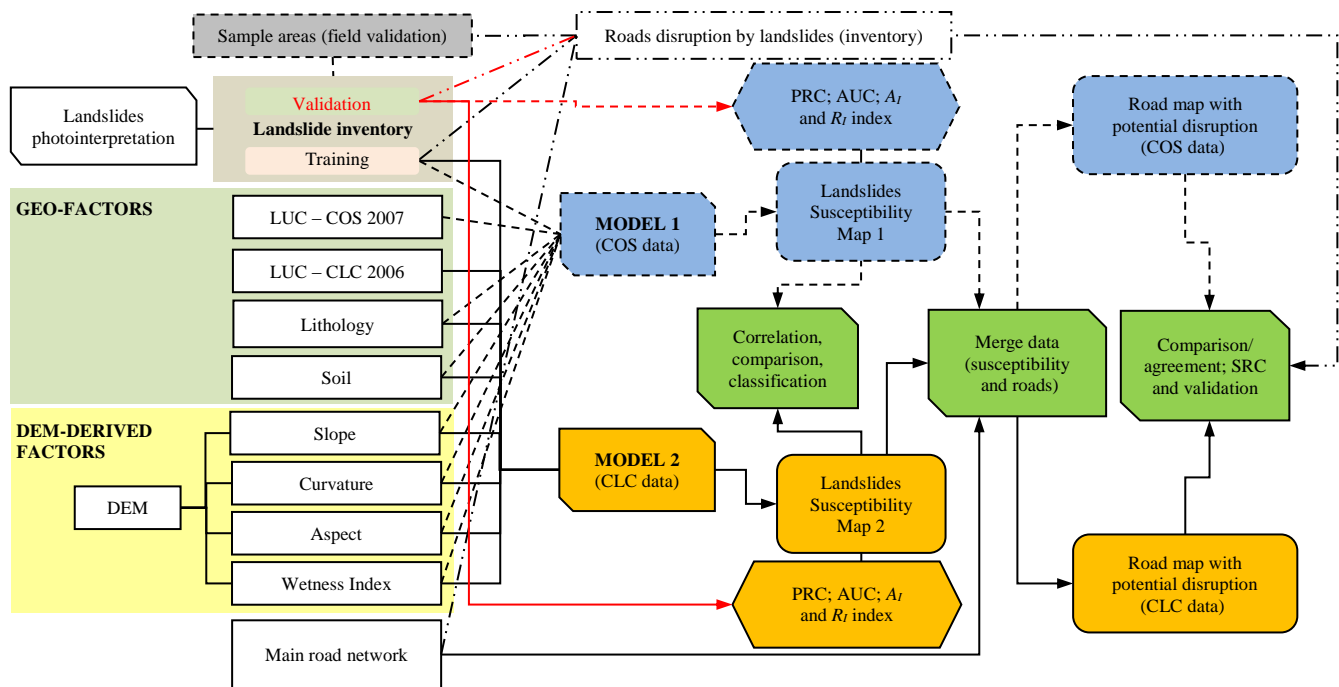 Sample areas (field validation)
Roads disruption by landslides (inventory)
Landslides
photointerpretation
Validation
Landslide inventory
Training
PRC; AUC; AI
and RI index
Road map with
potential disruption
(COS data)
GEO-FACTORS
LUC – COS 2007
LUC – CLC 2006
Lithology
Soil
MODEL 1
(COS data)
Landslides
Susceptibility
Map 1
Correlation,
comparison,
classification
Merge data
(susceptibility
and roads)
Comparison/
agreement; SRC
and validation
DEM-DERIVED
FACTORS
DEM
Slope
Curvature
Aspect
Wetness Index
MODEL 2
(CLC data)
Landslides
Susceptibility
Map 2
PRC; AUC; AI
and RI index
Road map with
potential disruption
(CLC data)
Main road network